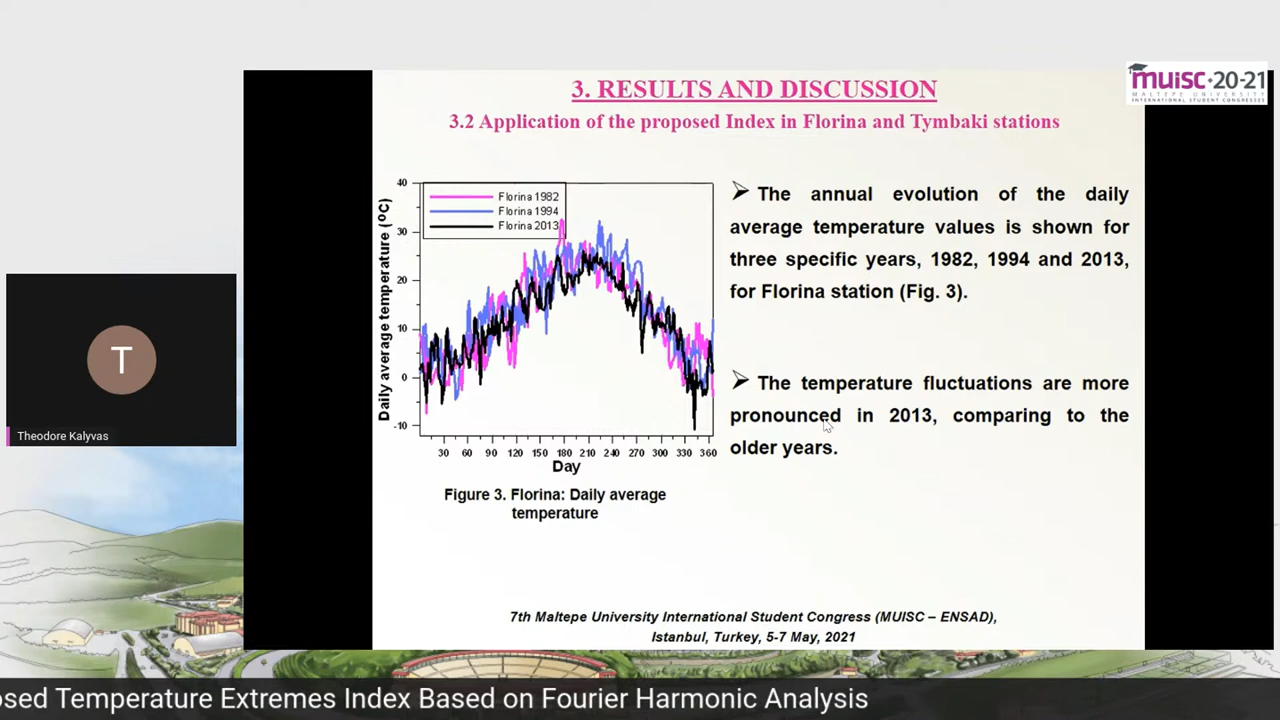 muisc·20-21
MALTEPE UNIVERSITY
INTERNATIONAL STUDENT CONGRESSES
3. RESULTS AND DISCUSSION
3.2 Application of the proposed Index in Florina and Tymbaki stations
40
30
20
10
0
-10
Daily average temperature (ºC)
Florina 1982
Florina 1994
Florina 2013
30 60 90 120 150 180 210 240 270 300 330 360
Day
Figure 3. Florina: Daily average
temperature
➢ The annual evolution of the daily
average temperature values is shown for
three specific years, 1982, 1994 and 2013,
for Florina station (Fig. 3).
➢ The temperature fluctuations are more
pronounced in 2013, comparing to the
older years.
7th Maltepe University International Student Congress (MUISC – ENSAD),
Istanbul, Turkey, 5-7 May, 2021
T
Theodore Kalyvas
osed Temperature Extremes Index Based on Fourier Harmonic Analysis